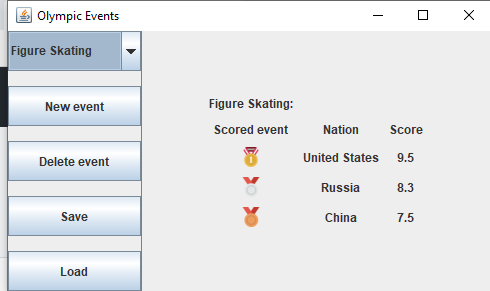 Olympic Events
Figure Skating
New event
Delete event
Save
Load
Figure Skating:
Scored event Nation Score
1 United States 9.5
Russia 8.3
China 7.5